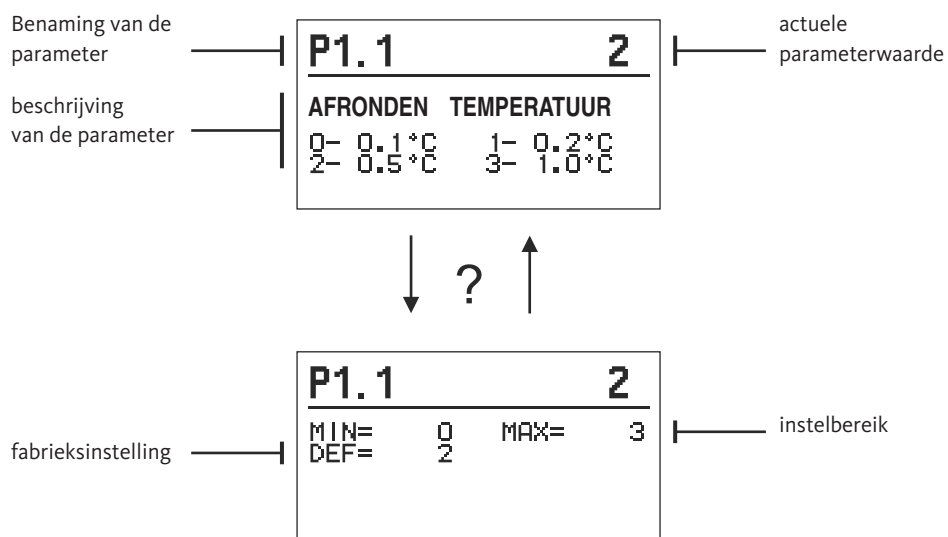 Benaming van de
parameter
P1.1 2
actuele
parameterwaarde
beschrijving
van de parameter
AFRONDEN TEMPERATUUR
0- 0.1°C 1- 0.2°C
2- 0.5°C 3- 1.0°C
?
P1.1 2
MIN= 0 MAX= 3
DEF= 2
fabrieksinstelling
instelbereik